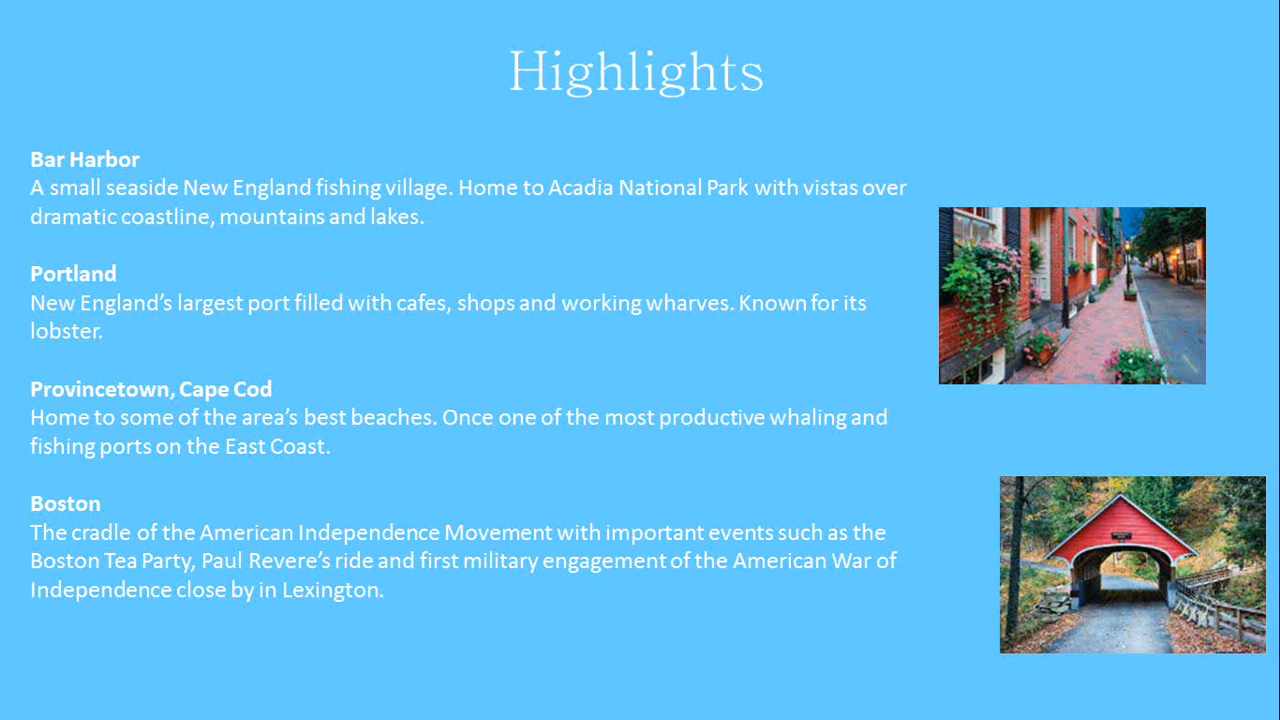 Highlights
Bar Harbor
A small seaside New England fishing village. Home to Acadia National Park with vistas over
dramatic coastline, mountains and lakes.
Portland
New England’s largest port filled with cafes, shops and working wharves. Known for its
lobster.
Provincetown, Cape Cod
Home to some of the area’s best beaches. Once one of the most productive whaling and
fishing ports on the East Coast.
Boston
The cradle of the American Independence Movement with important events such as the
Boston Tea Party, Paul Revere’s ride and first military engagement of the American War of
Independence close by in Lexington.